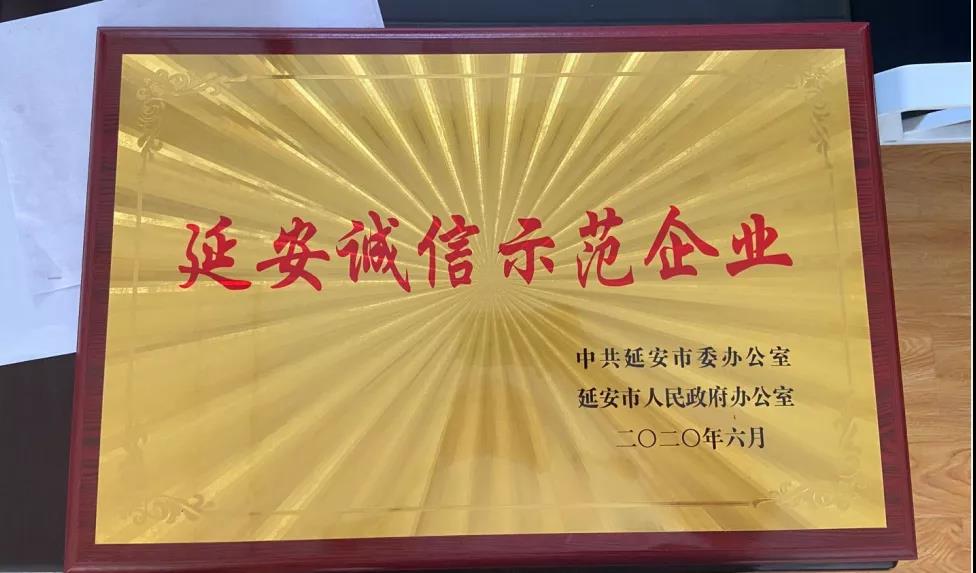 延安诚信示范企业
中共延安市委办公室
延安市人民政府办公室
二〇二〇年六月